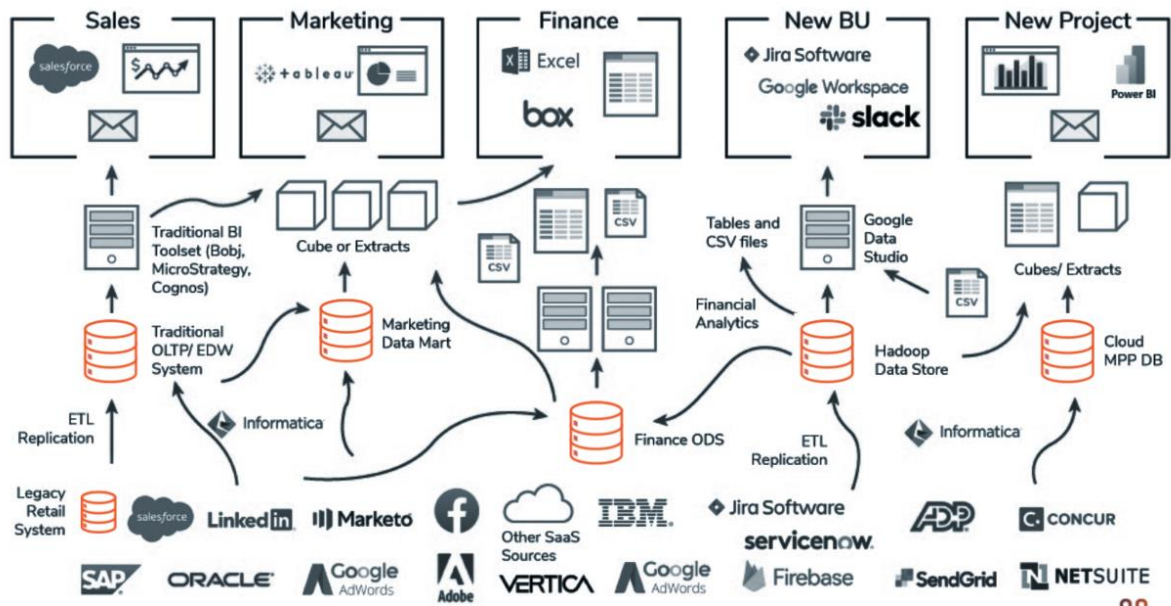 Sales
Marketing
Finance
New BU
New Project
salesforce
$
+ableau
Excel
box
Jira Software
Google Workspace
slack
Power BI
Traditional BI
Toolset (Bobj,
MicroStrategy,
Cognos)
Cube or Extracts
CSV
CSV
Tables and
CSV files
Google
Data
Studio
Cubes/ Extracts
CSV
Traditional
OLTP/ EDW
System
Marketing
Data Mart
Financial
Analytics
Hadoop
Data Store
Cloud
MPP DB
ETL
Replication
Informatica
Finance ODS
ETL
Replication
Informatica
Legacy
Retail
System
salesforce
Linked in
Marketo
f
Other SaaS
Sources
IBM
Jira Software
ADP
C. CONCUR
SAP
ORACLE
Google
AdWords
Adobe
VERTICA
Google
AdWords
servicenow
Firebase
SendGrid
N NETSUITE